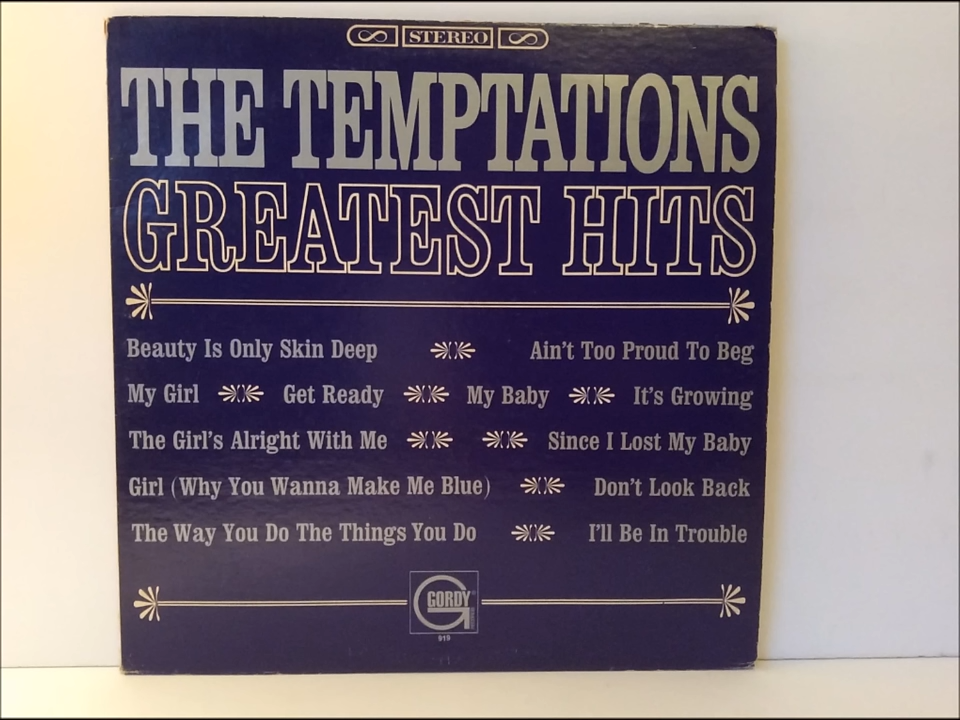 STEREO
THE TEMPTATIONS
GREATEST HITS
Beauty Is Only Skin Deep Ain't Too Proud To Beg
My Girl Get Ready My Baby It's Growing
The Girl's Alright With Me Since I Lost My Baby
Girl (Why You Wanna Make Me Blue) Don't Look Back
The Way You Do The Things You Do I'll Be In Trouble
GORDY
919